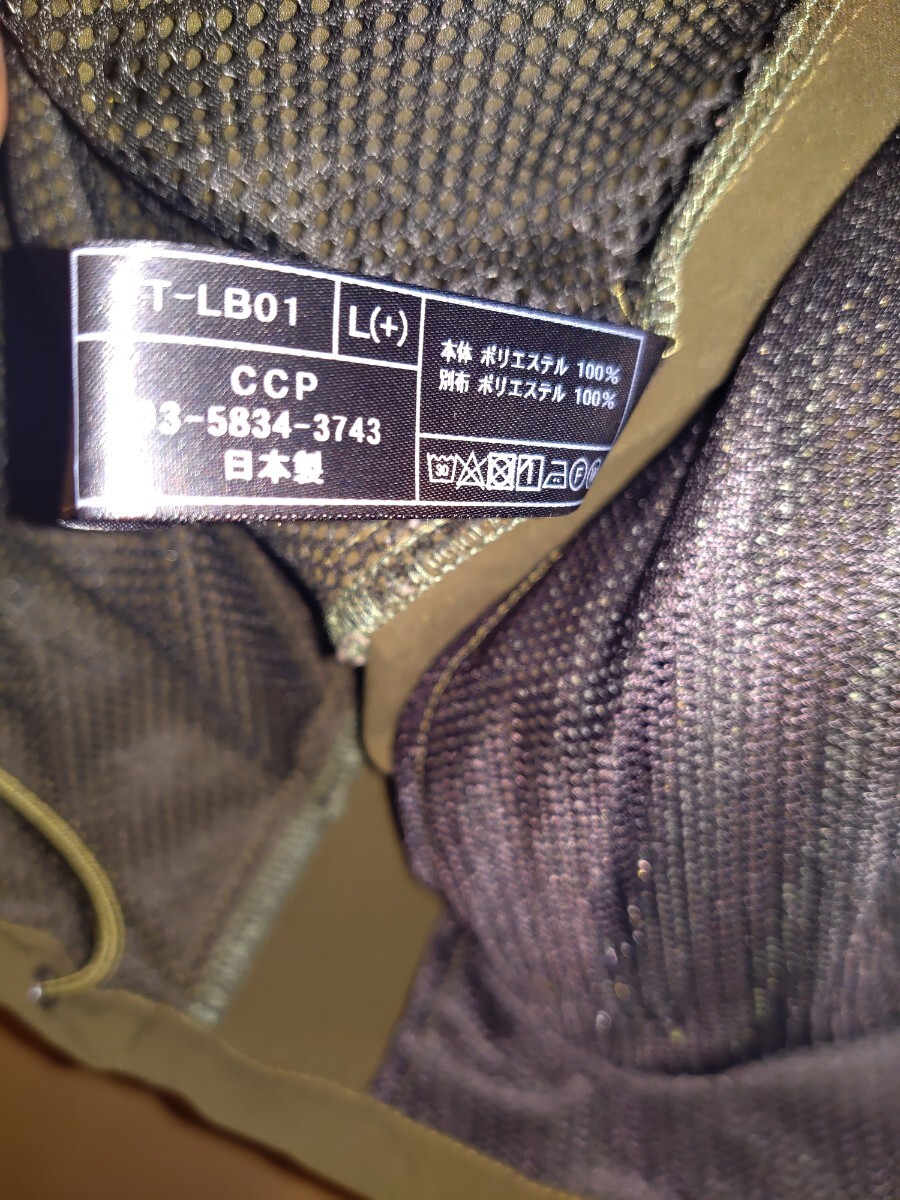 T-LB01
L(+)
CCP
3-5834-3743
日本製
本体 ポリエステル 100%
別布 ポリエステル 100%
30
F